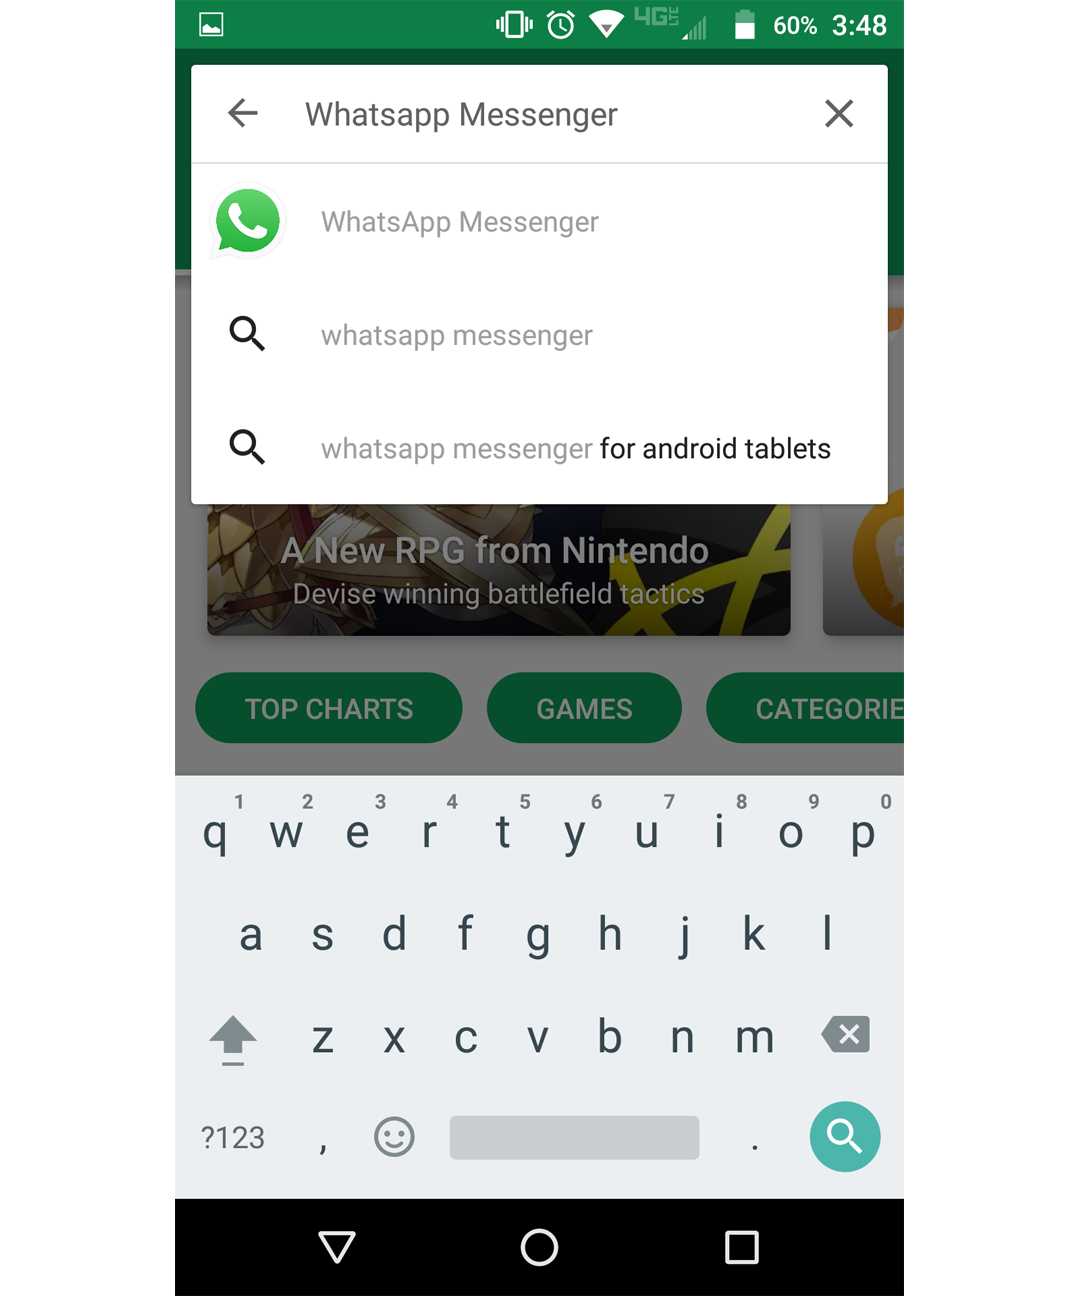 4G LTE 60% 3:48
Whatsapp Messenger
WhatsApp Messenger
whatsapp messenger
whatsapp messenger for android tablets
A New RPG from Nintendo
Devise winning battlefield tactics
TOP CHARTS GAMES CATEGORIE
1 2 3 4 5 6 7 8 9 0
q w e r t y u i o p
a s d f g h j k l
z x c v b n m
?123 , .